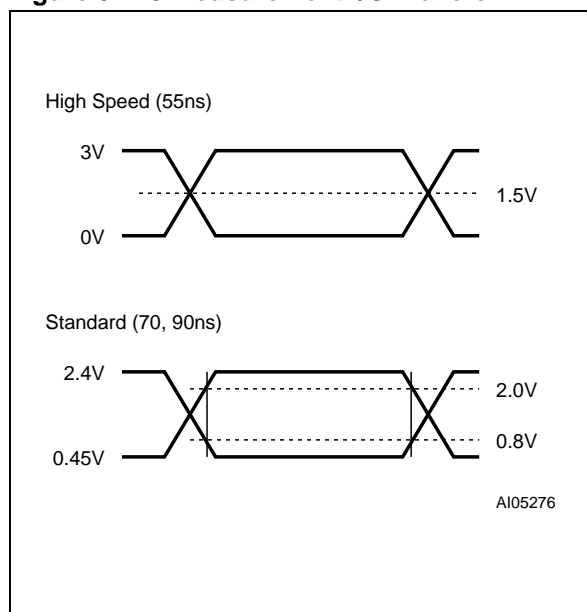 High Speed (55ns)
3V
1.5V
0V
Standard (70, 90ns)
2.4V
2.0V
0.8V
0.45V
AI05276